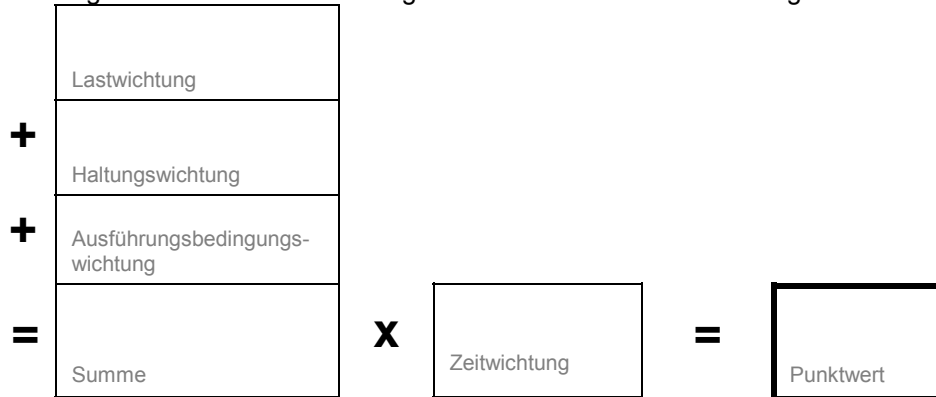 Lastwichtung
+
Haltungswichtung
+
Ausführungsbedingungs-
wichtung
=
Summe
X
Zeitwichtung
=
Punktwert